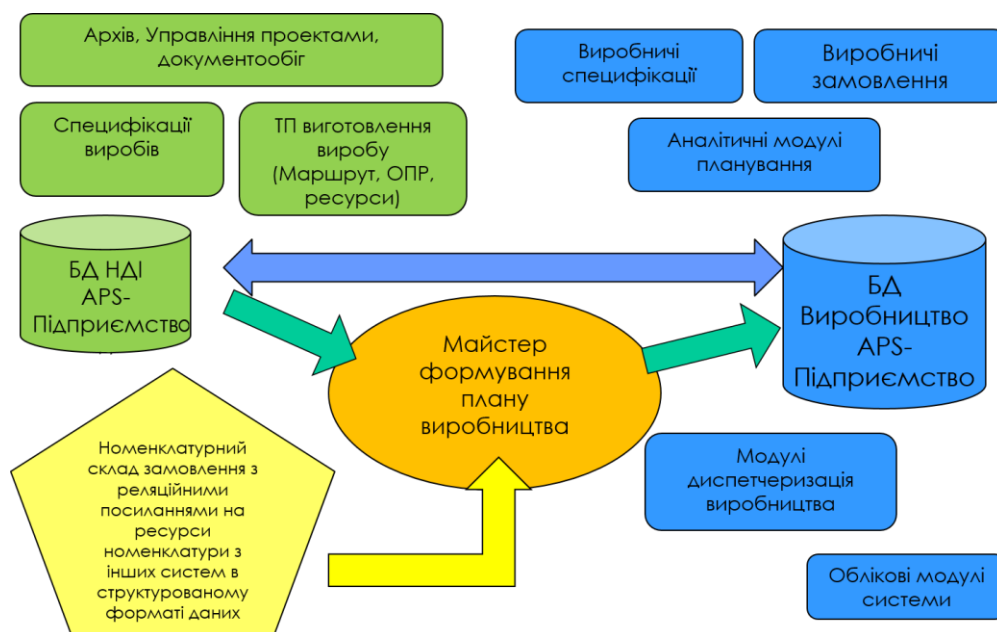 Архів, Управління проектами,
документообіг
Виробничі
специфікації
Виробничі
замовлення
Специфікації
виробів
ТП виготовлення
виробу
(Маршрут, ОПР,
ресурси)
Аналітичні модулі
планування
БД НДІ
APS-
Підприємство
Майстер
формування
плану
виробництва
БД
Виробництво
APS-
Підприємство
Номенклатурний
склад замовлення з
реляційними
посиланнями на
ресурси
номенклатури з
інших систем в
структурованому
форматі даних
Модулі
диспетчеризація
виробництва
Облікові модулі
системи